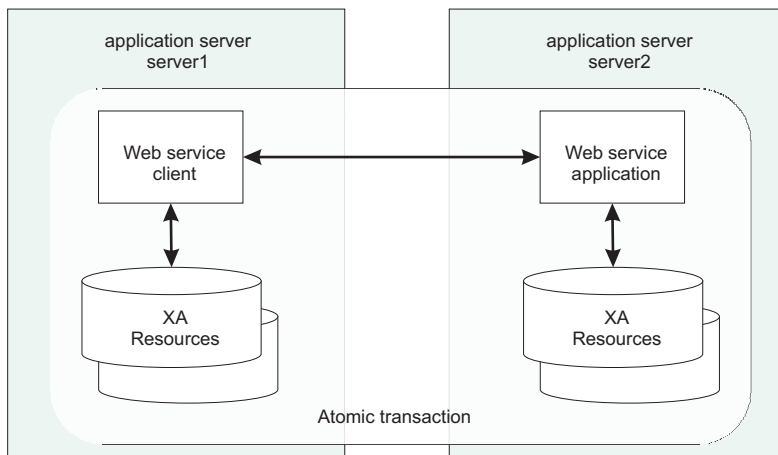 application server
server1
application server
server2
Web service
client
Web service
application
XA
Resources
XA
Resources
Atomic transaction